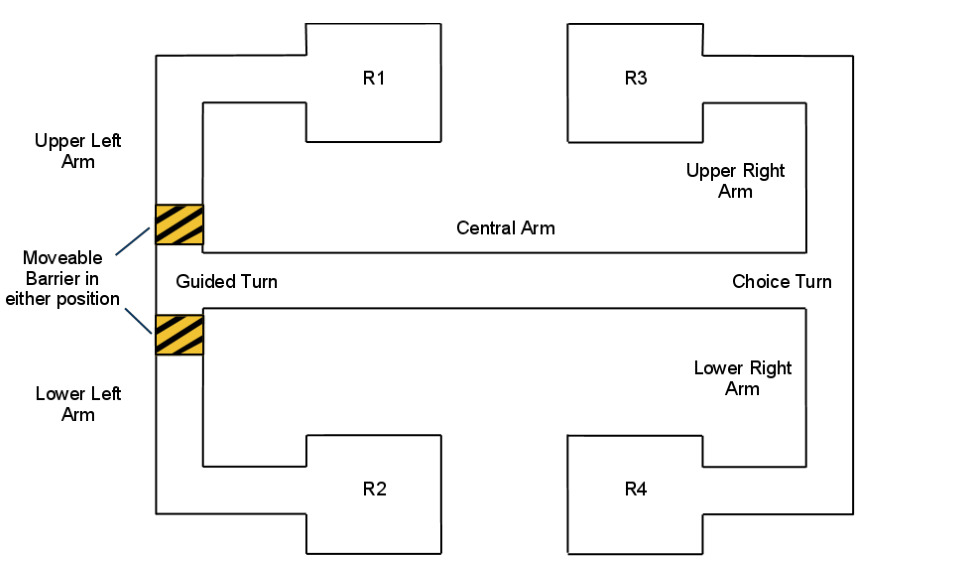 R1
R3
Upper Left
Arm
Upper Right
Arm
Central Arm
Moveable
Barrier in
either position
Guided Turn
Choice Turn
Lower Left
Arm
Lower Right
Arm
R2
R4